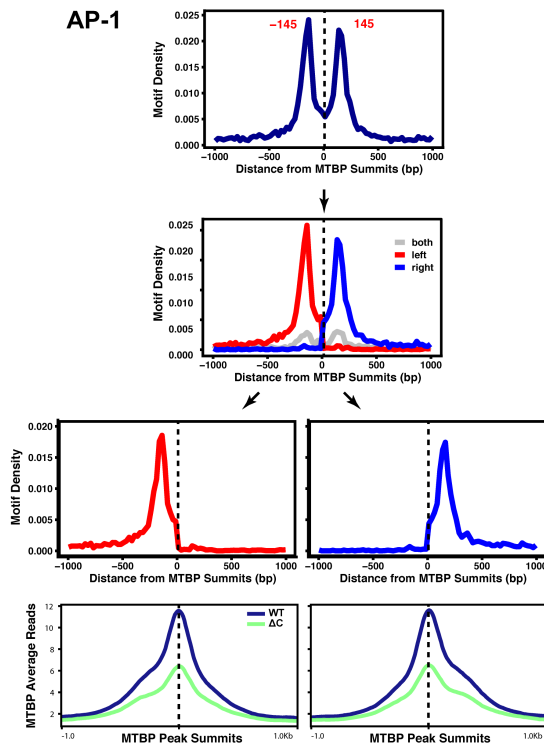 AP-1
−145 145
Motif Density
0.025
0.020
0.015
0.010
0.005
0.000
−1000 −500 0 500 1000
Distance from MTBP Summits (bp)
Motif Density
0.025
0.020
0.015
0.010
0.005
0.000
both
left
right
−1000 −500 0 500 1000
Distance from MTBP Summits (bp)
Motif Density
0.020
0.015
0.010
0.005
0.000
−1000 −500 0 500 1000
Distance from MTBP Summits (bp)
−1000 −500 0 500 1000
Distance from MTBP Summits (bp)
MTBP Average Reads
12
10
8
6
4
2
WT
ΔC
-1.0 MTBP Peak Summits 1.0Kb
-1.0 MTBP Peak Summits 1.0Kb